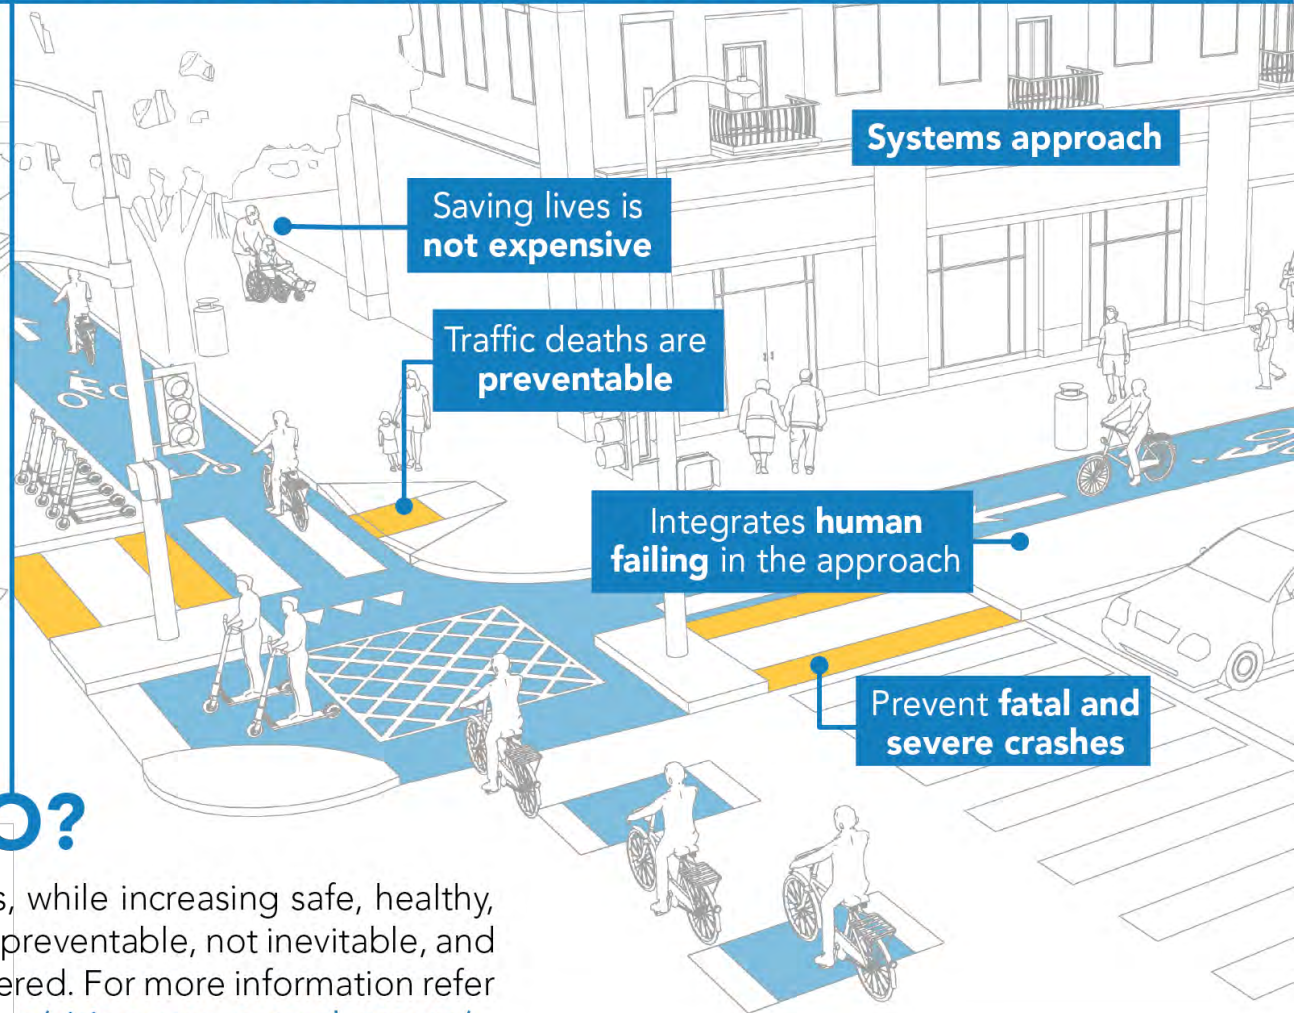 Systems approach
Saving lives is
not expensive
Traffic deaths are
preventable
Integrates human
failing in the approach
Prevent fatal and
severe crashes
O?
s, while increasing safe, healthy,
preventable, not inevitable, and
ered. For more information refer